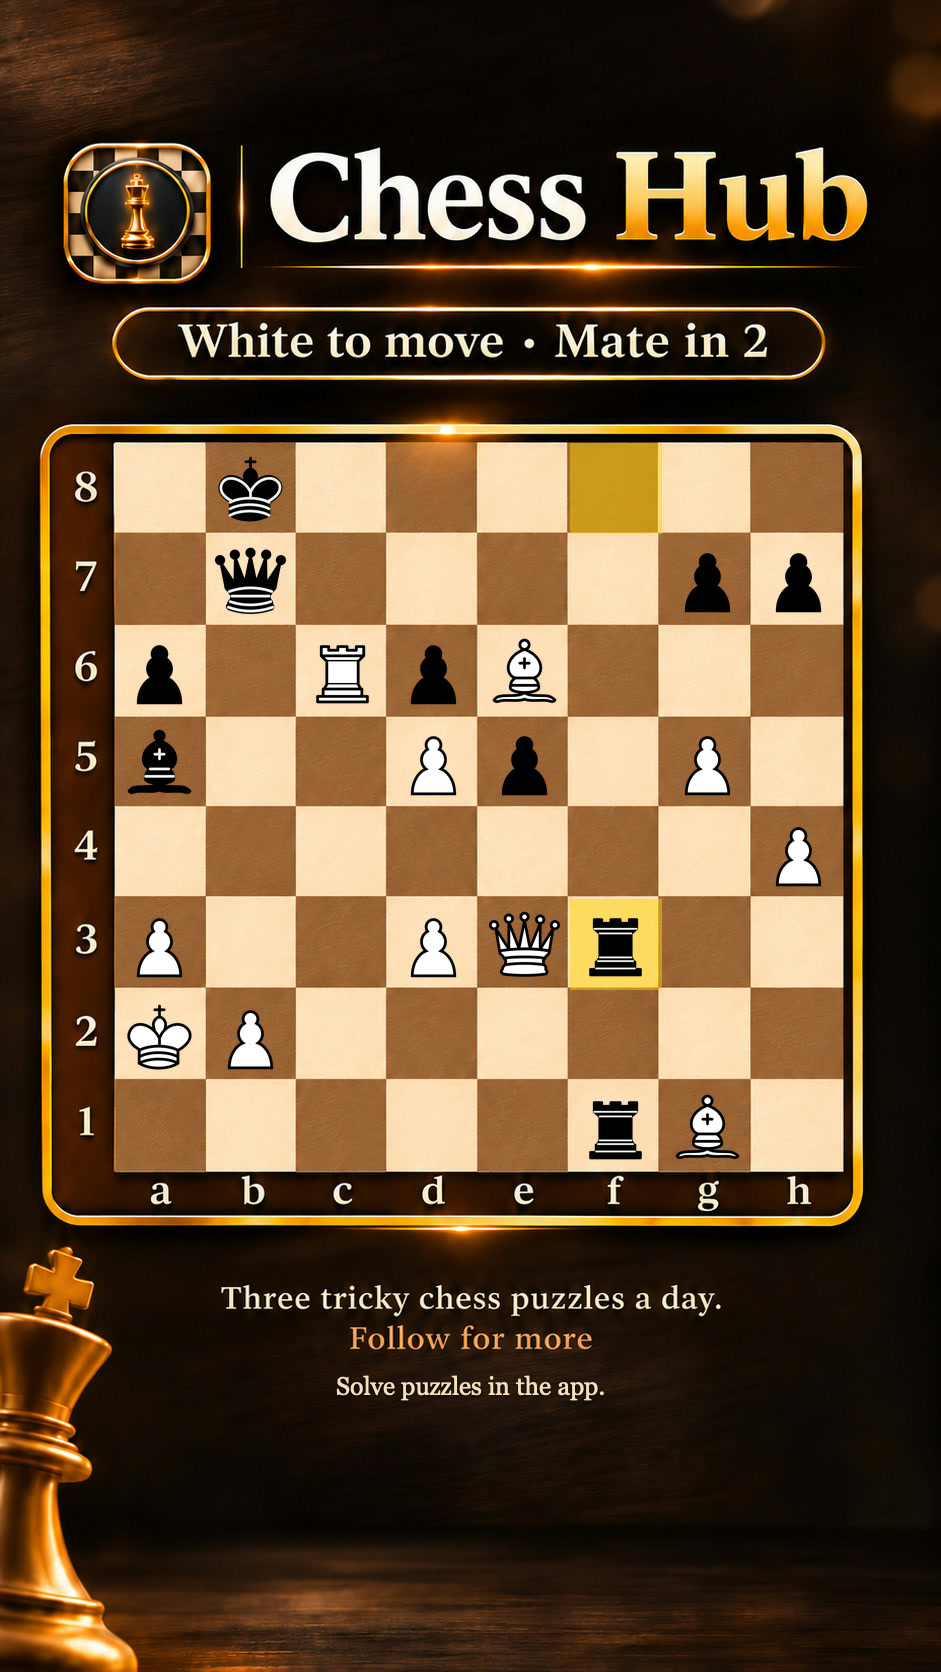 Chess Hub
White to move • Mate in 2
8
7
6
5
4
3
2
1
a b c d e f g h
Three tricky chess puzzles a day.
Follow for more
Solve puzzles in the app.